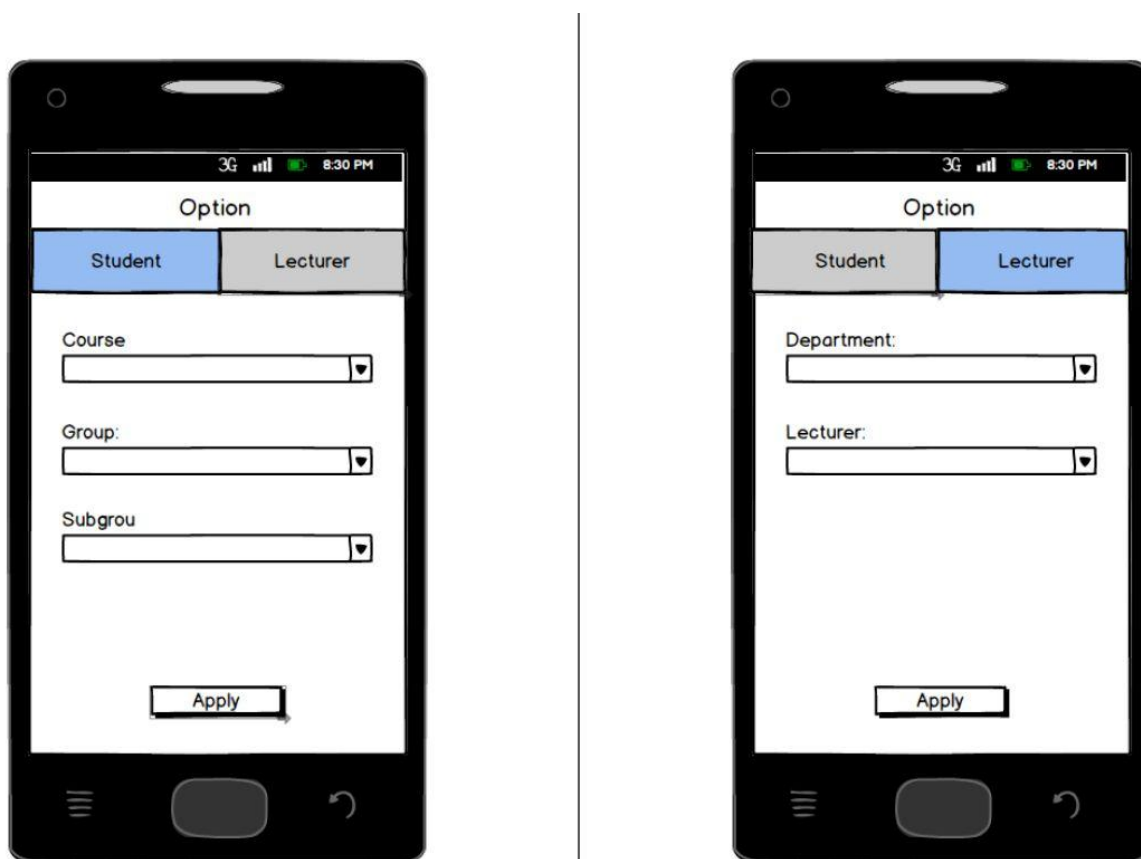 3G 8:30 PM
Option
Student Lecturer
Course
Group:
Subgrou
Apply
3G 8:30 PM
Option
Student Lecturer
Department:
Lecturer:
Apply